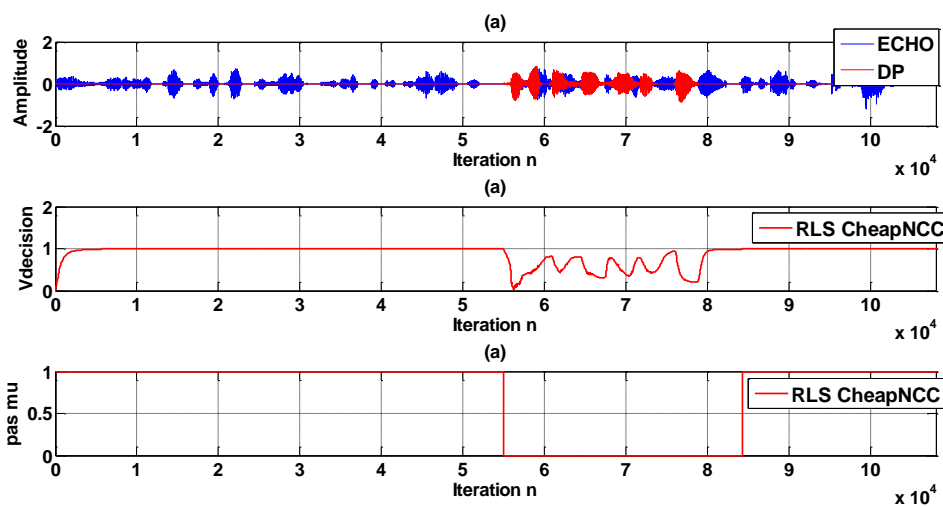 (a)
2
0
-2
Amplitude
ECHO
DP
0 1 2 3 4 5 6 7 8 9 10
Iteration n
x 10^4
(a)
2
1
0
Vdecision
RLS CheapNCC
0 1 2 3 4 5 6 7 8 9 10
Iteration n
x 10^4
(a)
1
0.5
0
pas mu
RLS CheapNCC
0 1 2 3 4 5 6 7 8 9 10
Iteration n
x 10^4